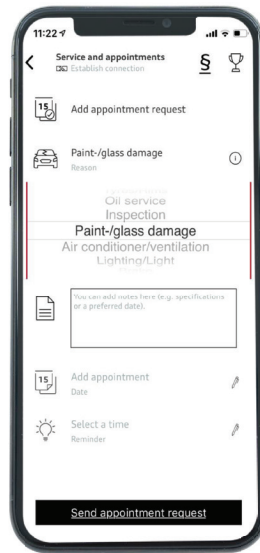 11:22
Service and appointments
Establish connection
§
15
Add appointment request
Paint-/glass damage
Reason
Oil service
Inspection
Paint-/glass damage
Air conditioner/ventilation
Lighting/Light
You can add notes here (e.g. specifications
or a preferred date).
15
Add appointment
Date
Select a time
Reminder
Send appointment request